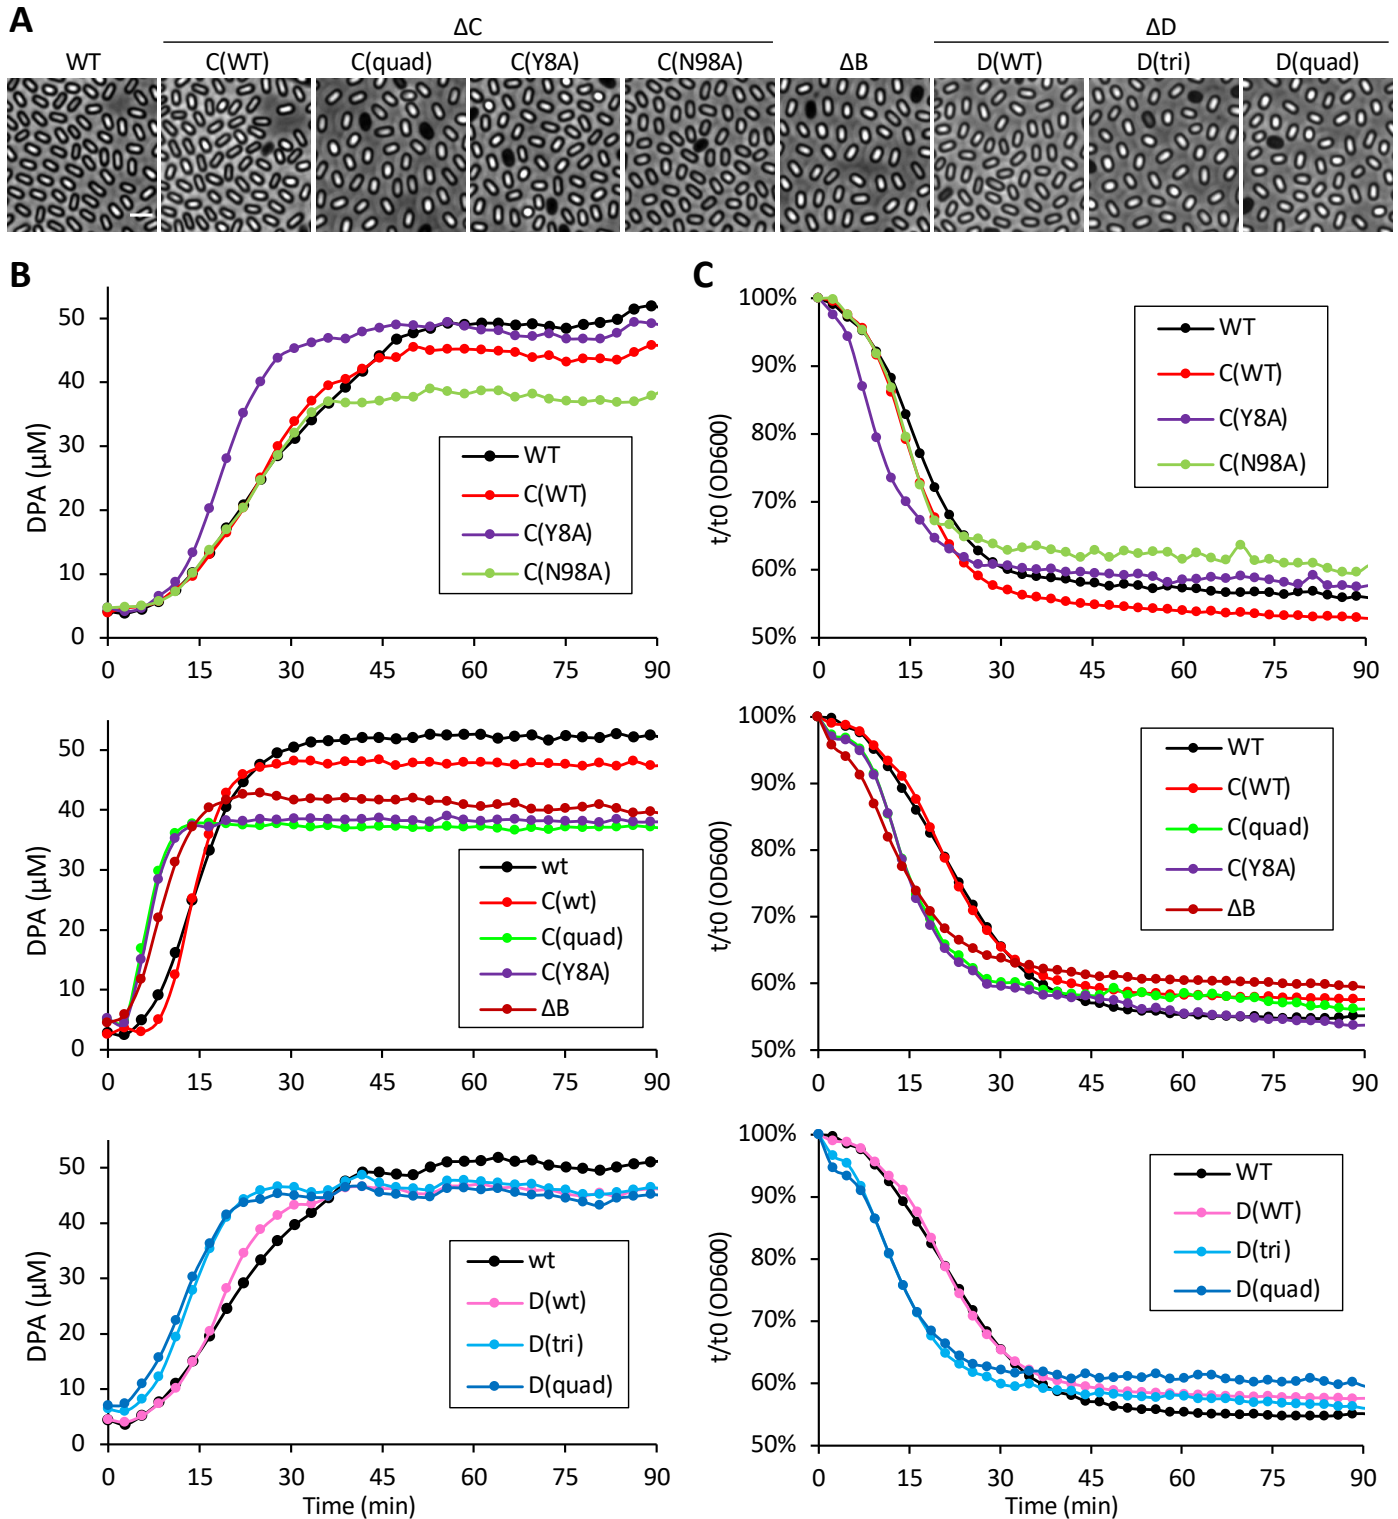 A
ΔC
ΔD
WT
C(WT)
C(quad)
C(Y8A)
C(N98A)
ΔB
D(WT)
D(tri)
D(quad)
B
50
40
30
20
10
0
0
15
30
45
60
75
90
DPA (µM)
WT
C(WT)
C(Y8A)
C(N98A)
C
100%
90%
80%
70%
60%
50%
0
15
30
45
60
75
90
t/t0 (OD600)
WT
C(WT)
C(Y8A)
C(N98A)
50
40
30
20
10
0
0
15
30
45
60
75
90
DPA (µM)
wt
C(wt)
C(quad)
C(Y8A)
ΔB
100%
90%
80%
70%
60%
50%
0
15
30
45
60
75
90
t/t0 (OD600)
WT
C(WT)
C(quad)
C(Y8A)
ΔB
50
40
30
20
10
0
0
15
30
45
60
75
90
DPA (µM)
Time (min)
wt
D(wt)
D(tri)
D(quad)
100%
90%
80%
70%
60%
50%
0
15
30
45
60
75
90
t/t0 (OD600)
Time (min)
WT
D(WT)
D(tri)
D(quad)